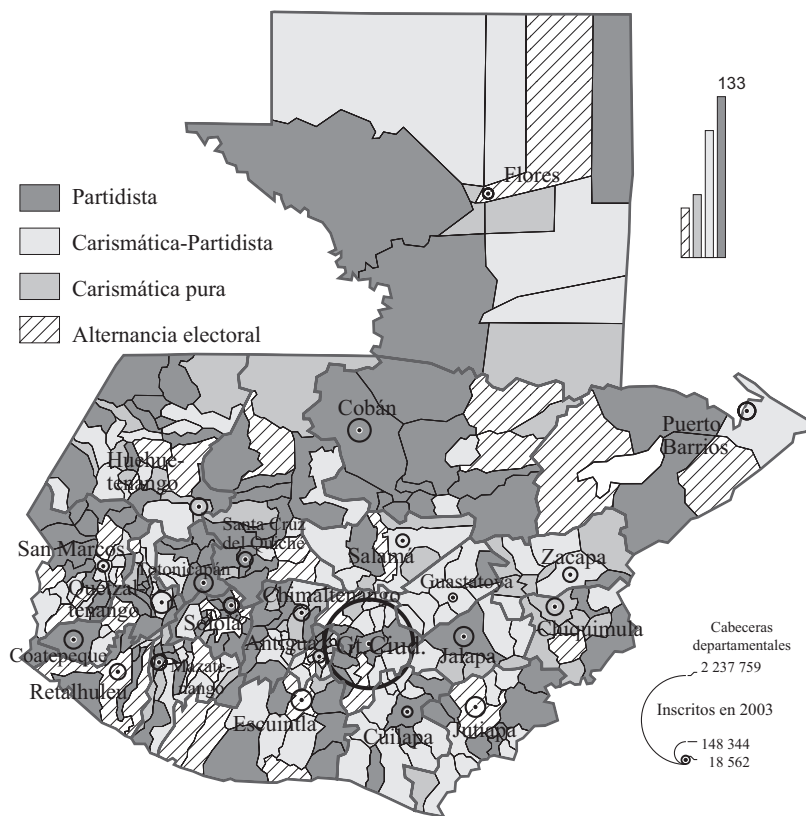 133
Flores
Partidista
Carismática-Partidista
Carismática pura
Alternancia electoral
Cobán
Puerto
Barrios
Huehue-
tenango
Santa Cruz
del Quiché
San Marcos
Totonicapán
Salamá
Zacapa
Quetzal-
tenango
Chimaltenango
Guastatoya
Sololá
Antigua
Gt. Ciud.
Jalapa
Chiquimula
Coatepeque
Mazate-
nango
Retalhuleu
Escuintla
Cuilapa
Jutiapa
Cabeceras
departamentales
2 237 759
Inscritos en 2003
148 344
18 562